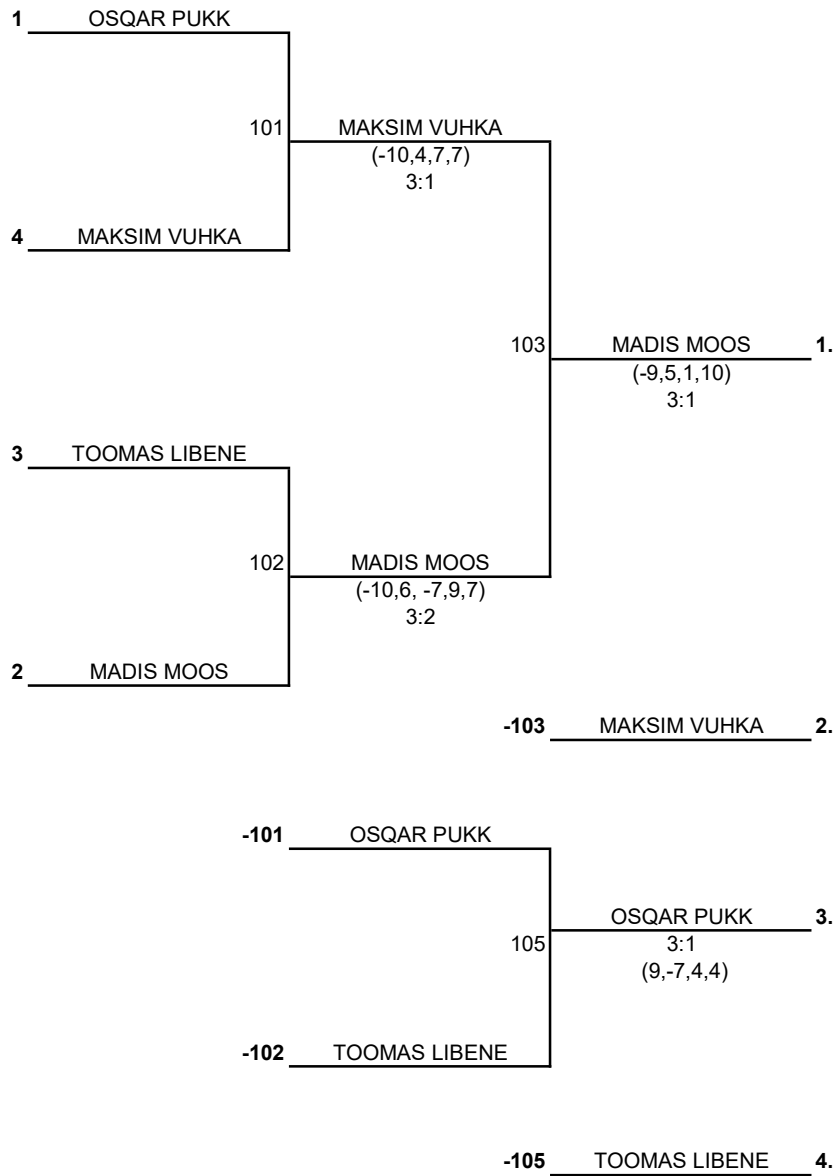 1 OSQAR PUKK
101 MAKSIM VUHKA
(-10,4,7,7)
3:1
4 MAKSIM VUHKA
103 MADIS MOOS 1.
(-9,5,1,10)
3:1
3 TOOMAS LIBENE
102 MADIS MOOS
(-10,6, -7,9,7)
3:2
2 MADIS MOOS
-103 MAKSIM VUHKA 2.
-101 OSQAR PUKK
105 OSQAR PUKK 3.
3:1
(9,-7,4,4)
-102 TOOMAS LIBENE
-105 TOOMAS LIBENE 4.